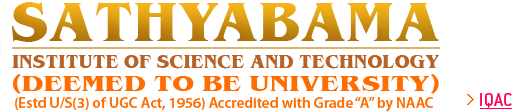 SATHYABAMA
INSTITUTE OF SCIENCE AND TECHNOLOGY
(DEEMED TO BE UNIVERSITY)
(Estd U/S(3) of UGC Act, 1956) Accredited with Grade “A” by NAAC > IQAC